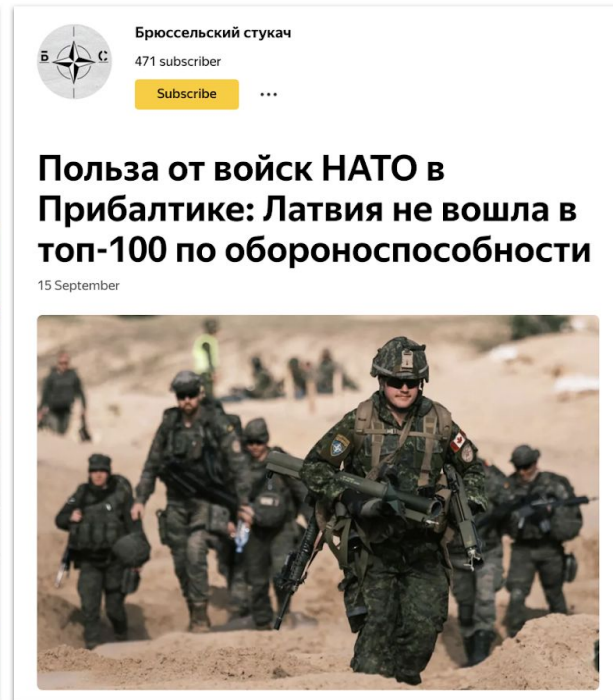 Б С
Брюссельский стукач
471 subscriber
Subscribe
Польза от войск НАТО в
Прибалтике: Латвия не вошла в
топ-100 по обороноспособности
15 September